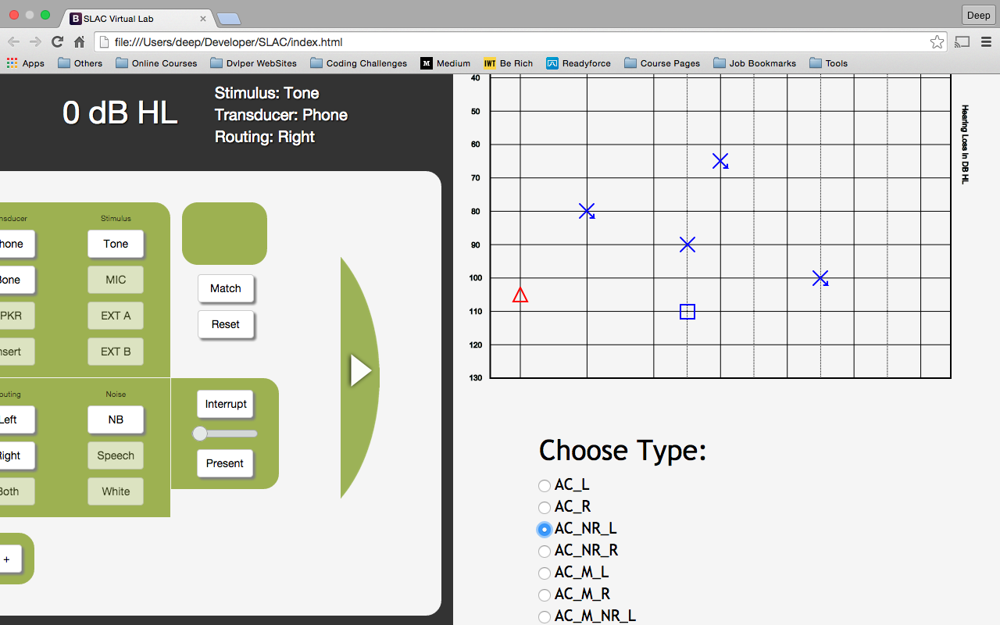 SLAC Virtual Lab
Deep
file:///Users/deep/Developer/SLAC/index.html
Apps Others Online Courses Dvlper WebSites Coding Challenges Medium Be Rich Readyforce Course Pages Job Bookmarks Tools
0 dB HL
Stimulus: Tone
Transducer: Phone
Routing: Right
nsducer Stimulus
hone Tone
Bone MIC
PKR EXT A
nsert EXT B
Match
Reset
outing Noise
Left NB
Right Speech
Both White
Interrupt
Present
+
40
50
60
70
80
90
100
110
120
130
Hearing Loss In DB HL
Choose Type:
AC_L
AC_R
AC_NR_L
AC_NR_R
AC_M_L
AC_M_R
AC_M_NR_L